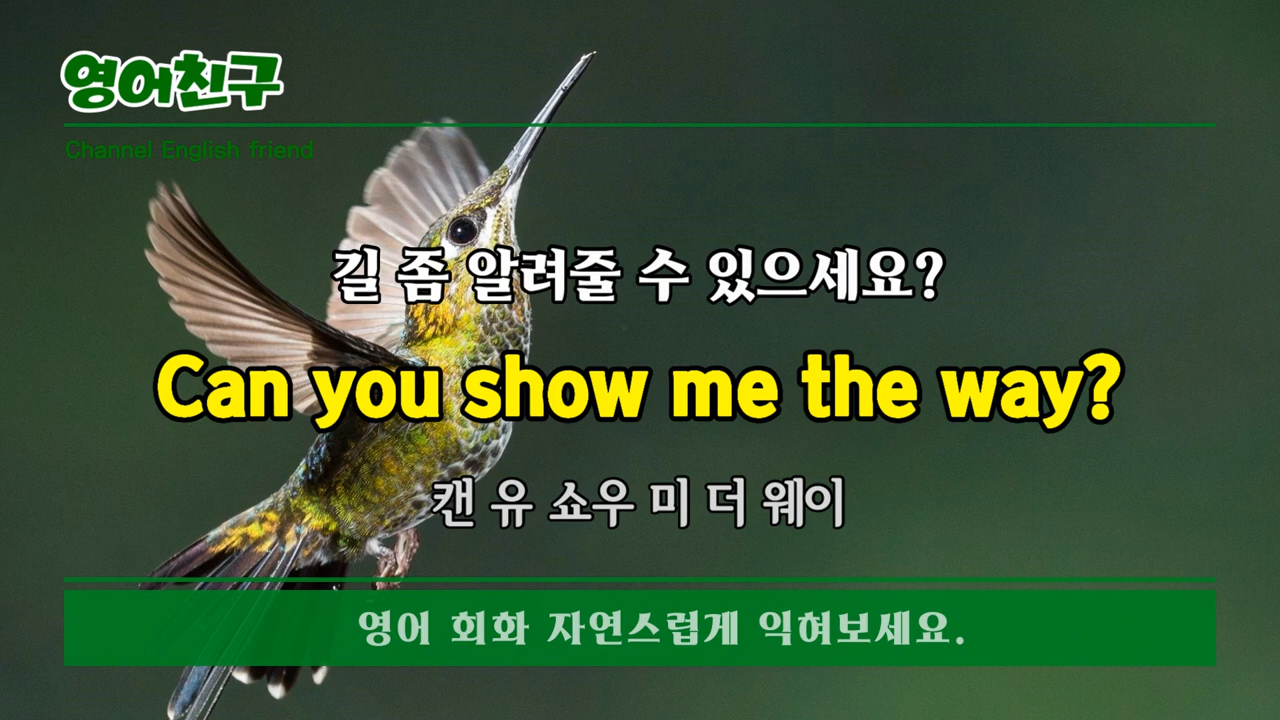 영어친구
Channel English friend
길 좀 알려줄 수 있으세요?
Can you show me the way?
캔 유 쇼우 미 더 웨이
영어 회화 자연스럽게 익혀보세요.